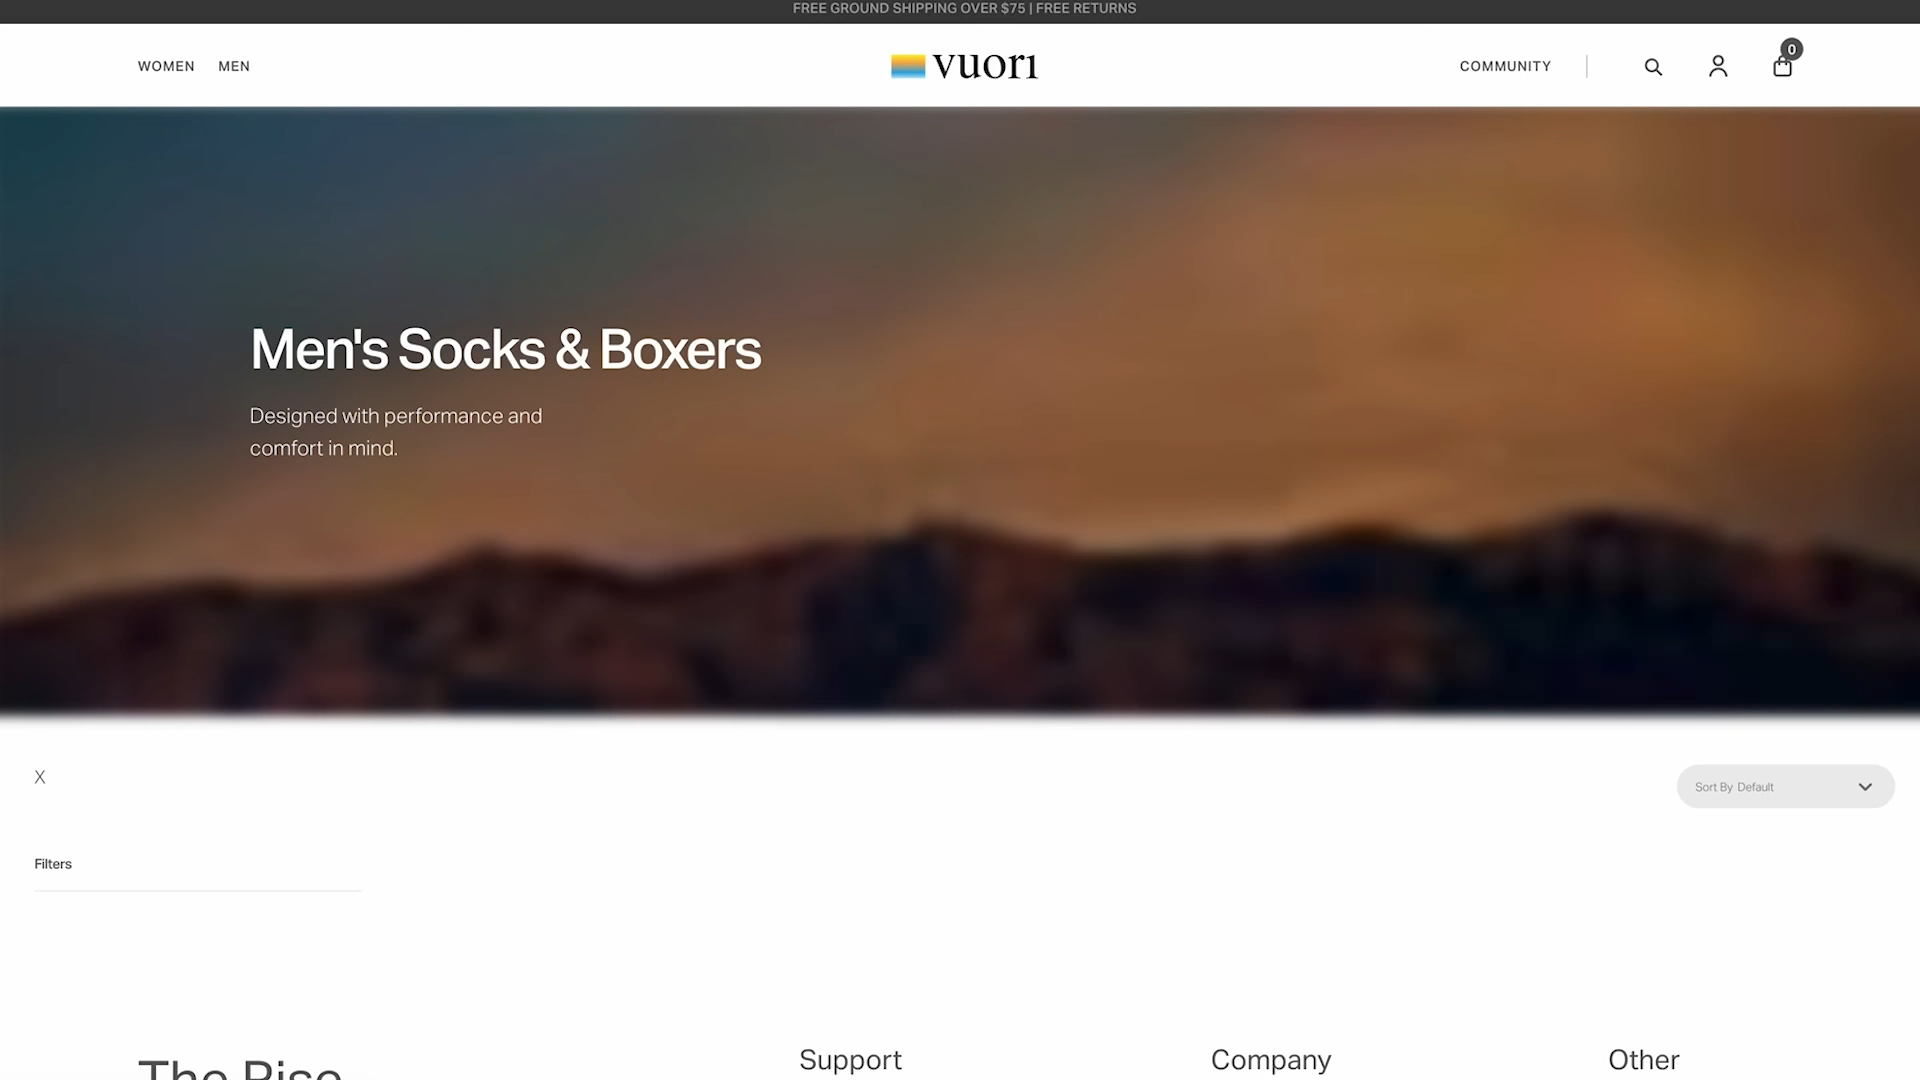 FREE GROUND SHIPPING OVER $75 | FREE RETURNS
WOMEN MEN
vuori
COMMUNITY
0
Men's Socks & Boxers
Designed with performance and
comfort in mind.
X
Sort By Default
Filters
The Rise
Support
Company
Other